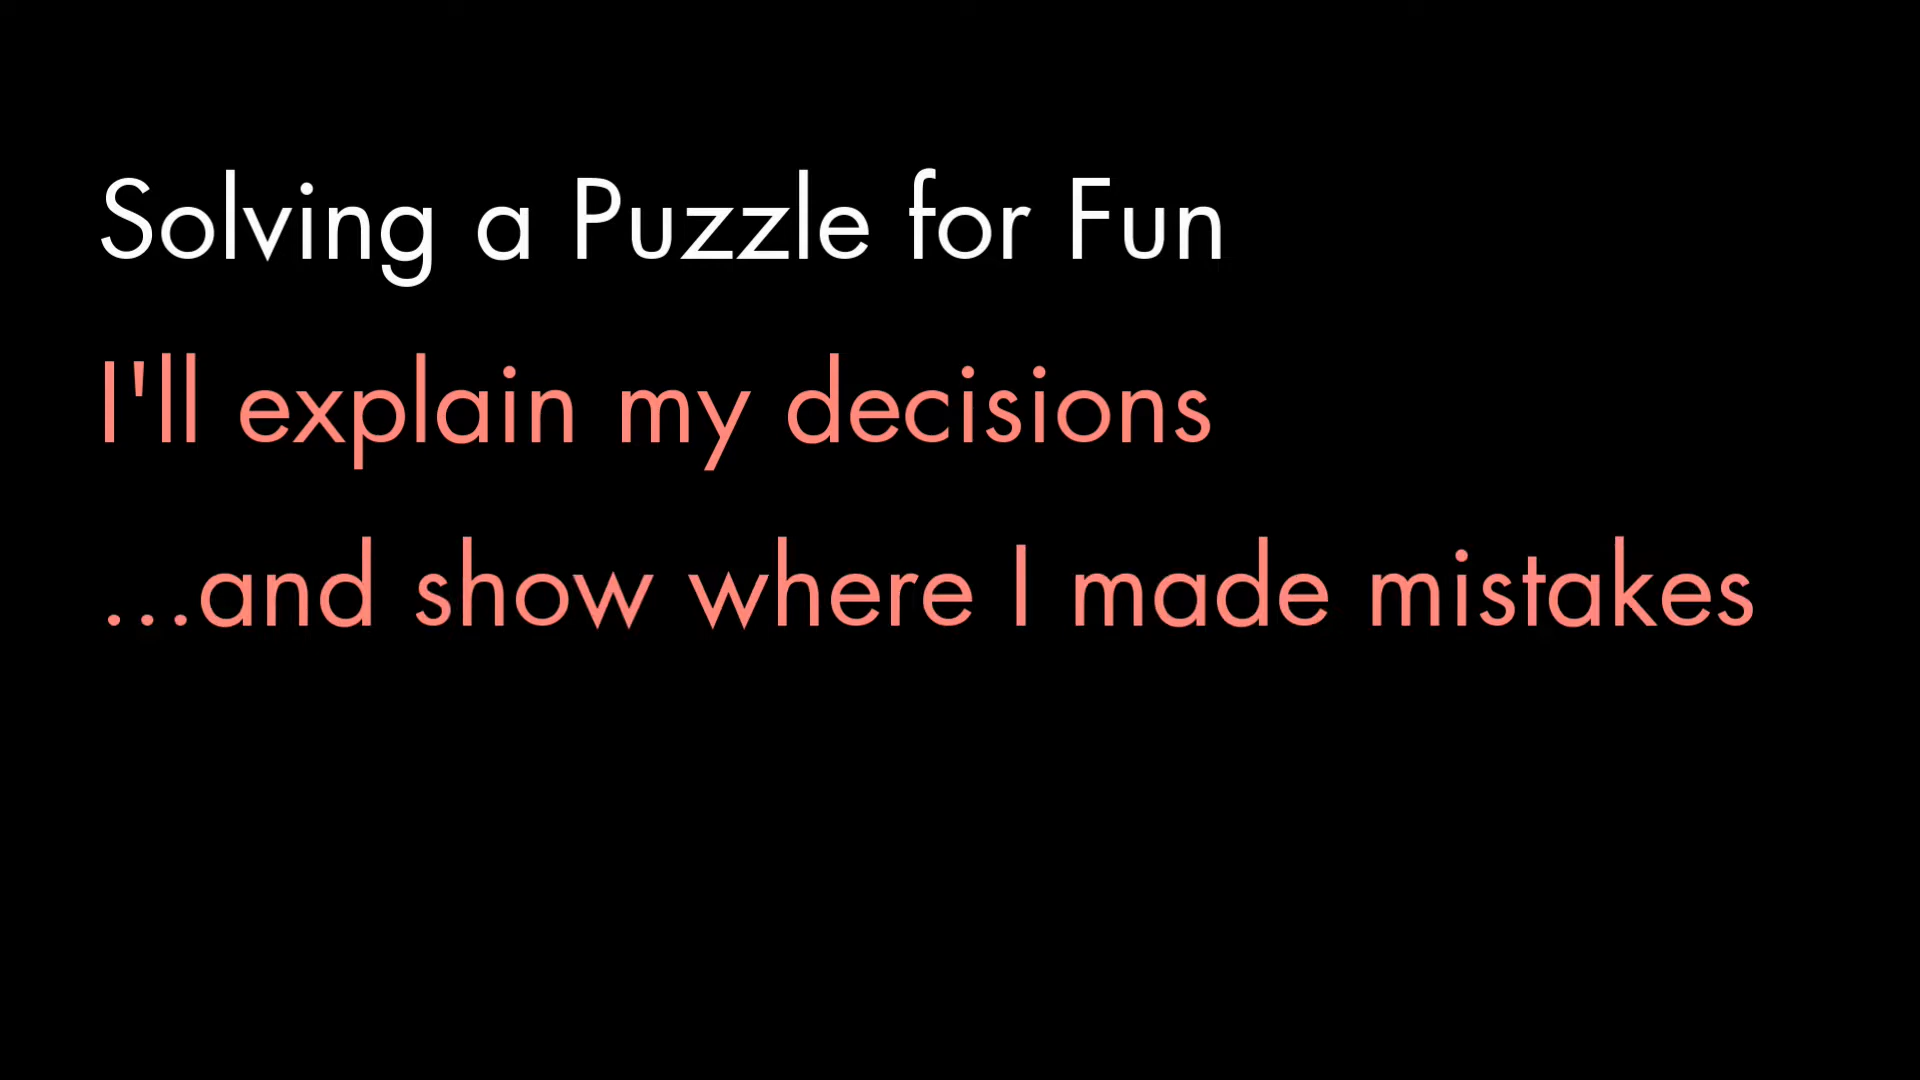 Solving a Puzzle for Fun
I'll explain my decisions
...and show where I made mistakes